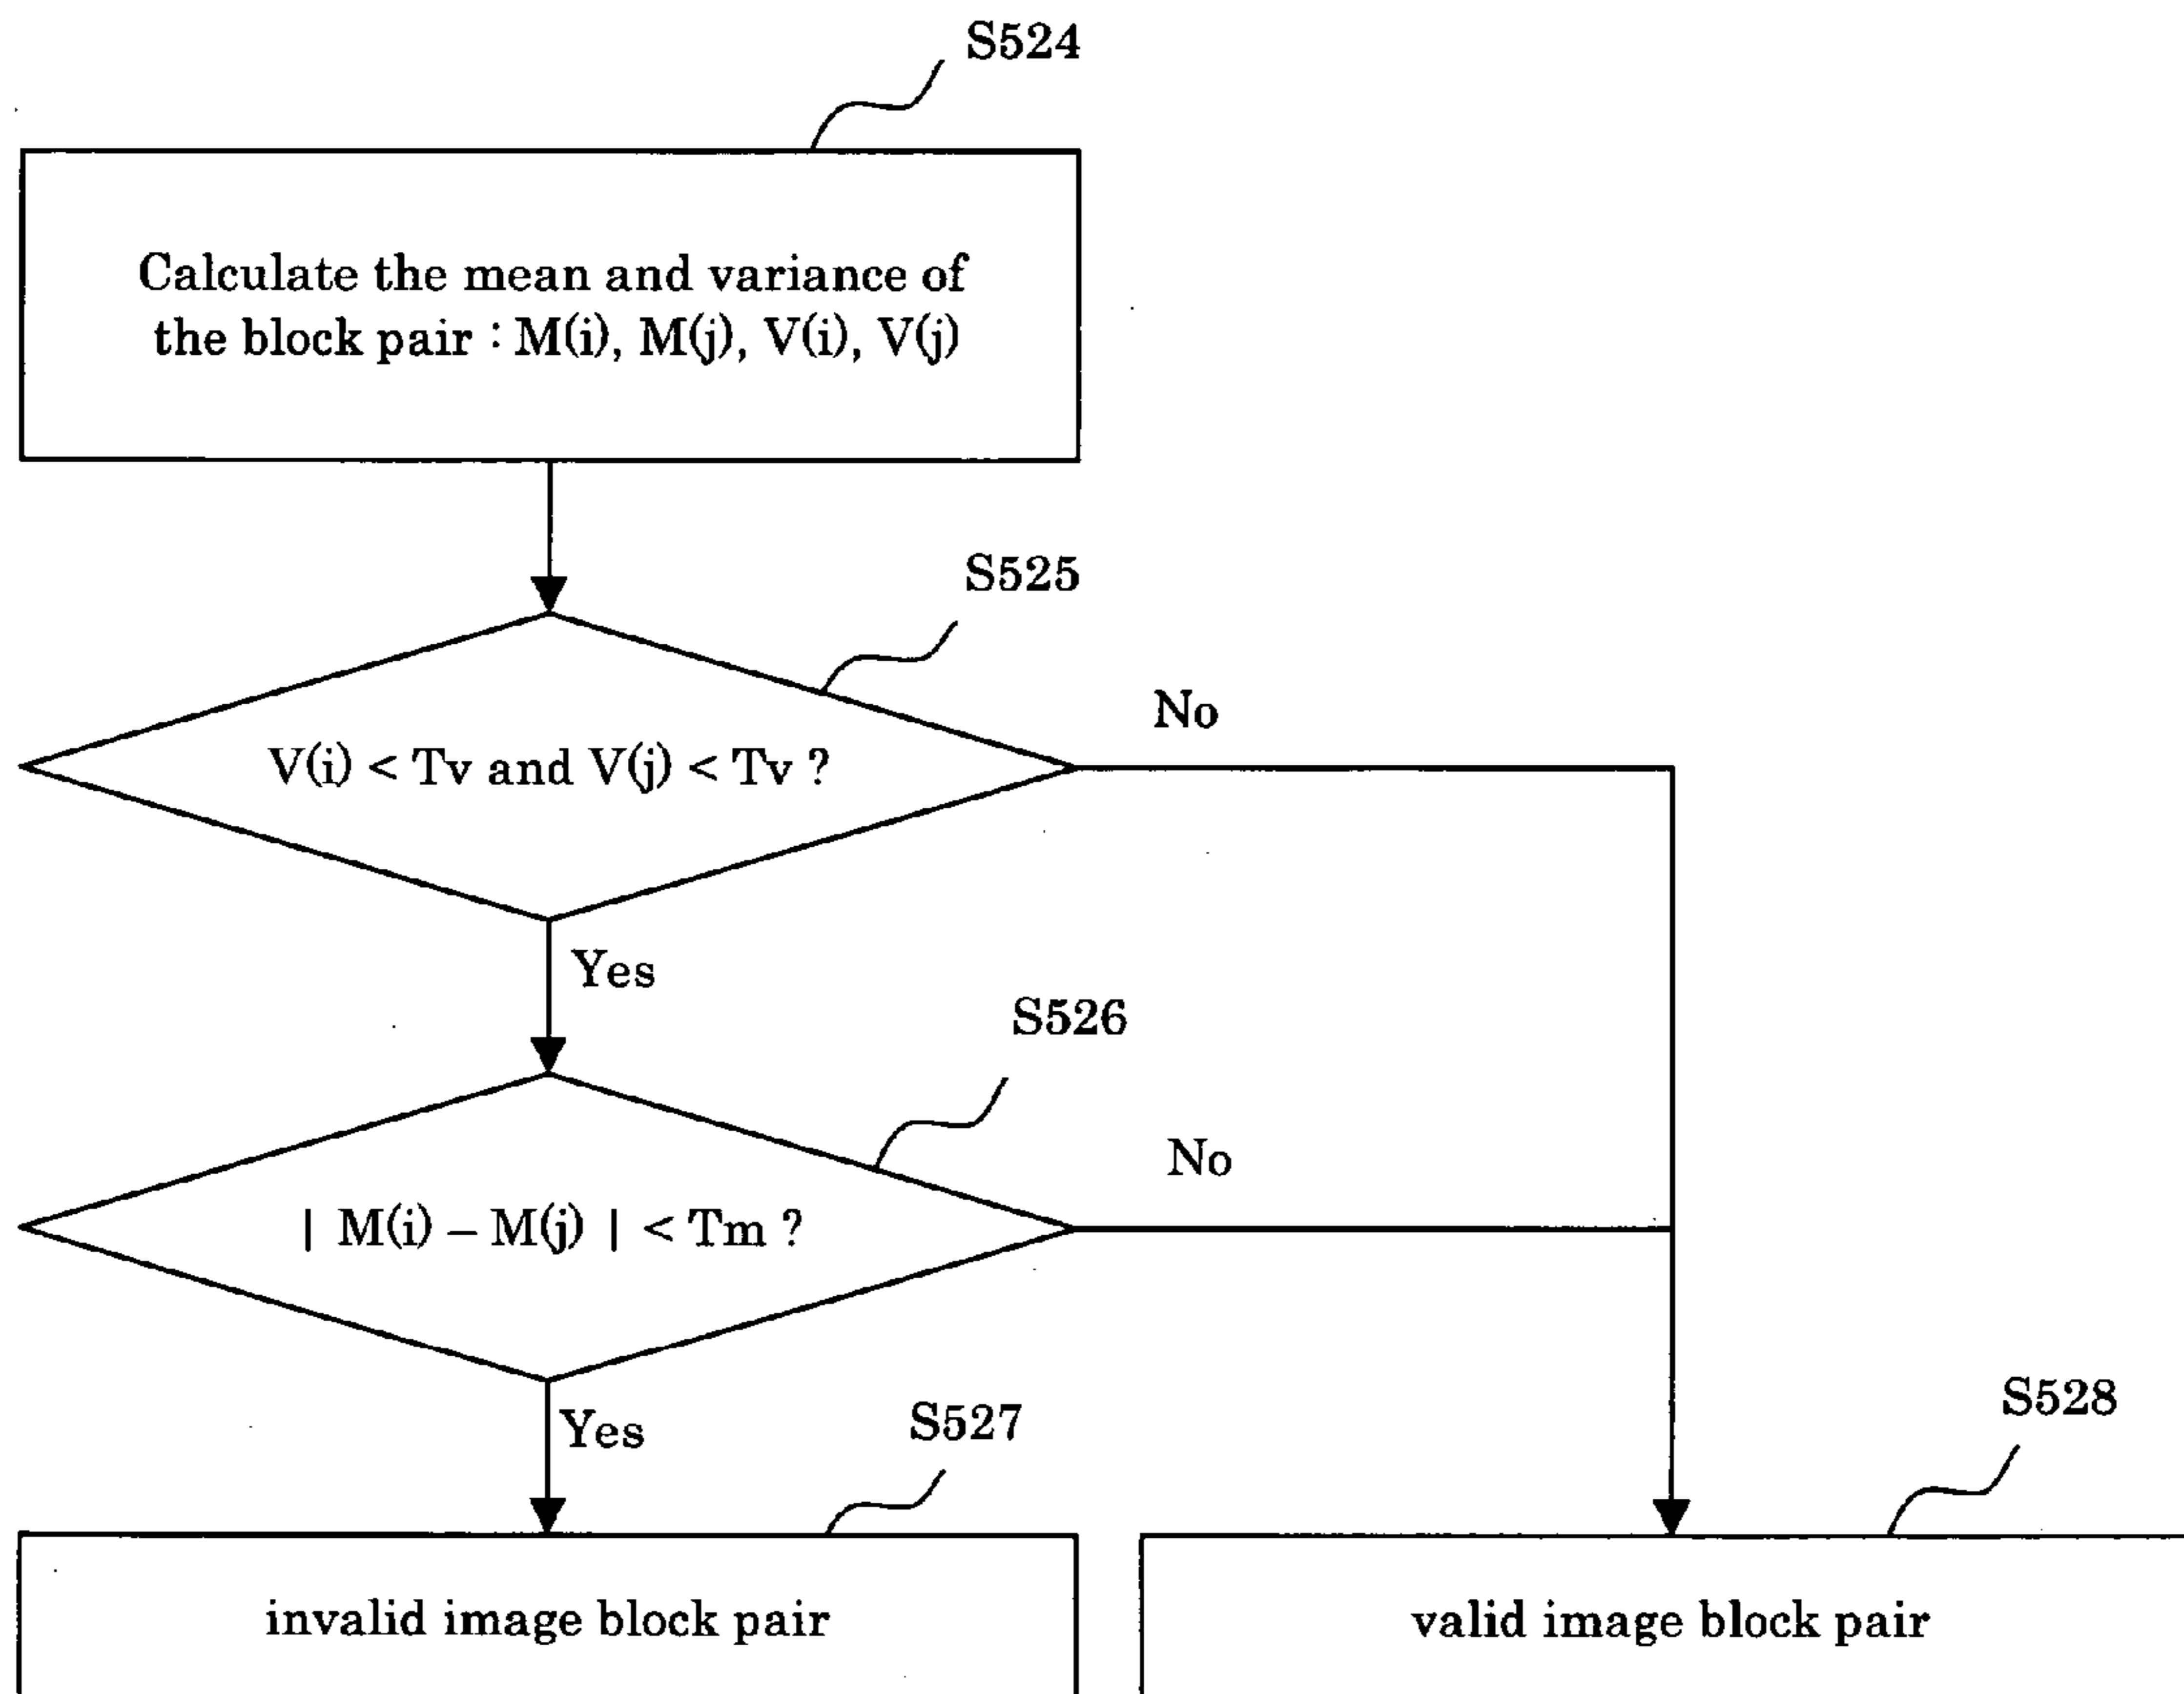 S524
Calculate the mean and variance of
the block pair : M(i), M(j), V(i), V(j)
S525
No
V(i) < Tv and V(j) < Tv ?
Yes
S526
No
| M(i) – M(j) | < Tm ?
Yes
S527
S528
invalid image block pair
valid image block pair